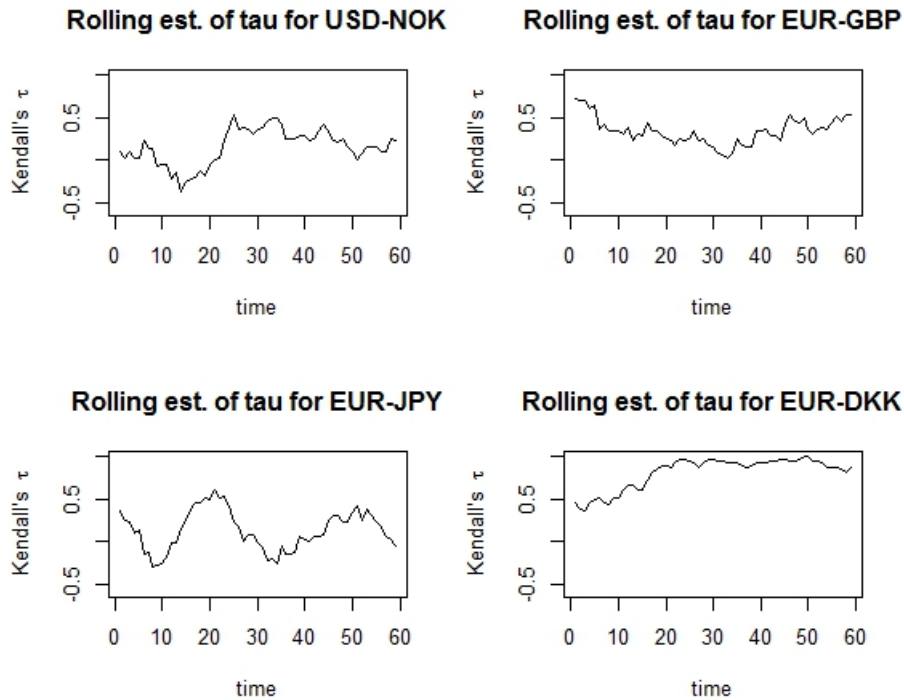 Rolling est. of tau for USD-NOK
Kendall's τ
0.5
-0.5
0 10 20 30 40 50 60
time
Rolling est. of tau for EUR-GBP
Kendall's τ
0.5
-0.5
0 10 20 30 40 50 60
time
Rolling est. of tau for EUR-JPY
Kendall's τ
0.5
-0.5
0 10 20 30 40 50 60
time
Rolling est. of tau for EUR-DKK
Kendall's τ
0.5
-0.5
0 10 20 30 40 50 60
time